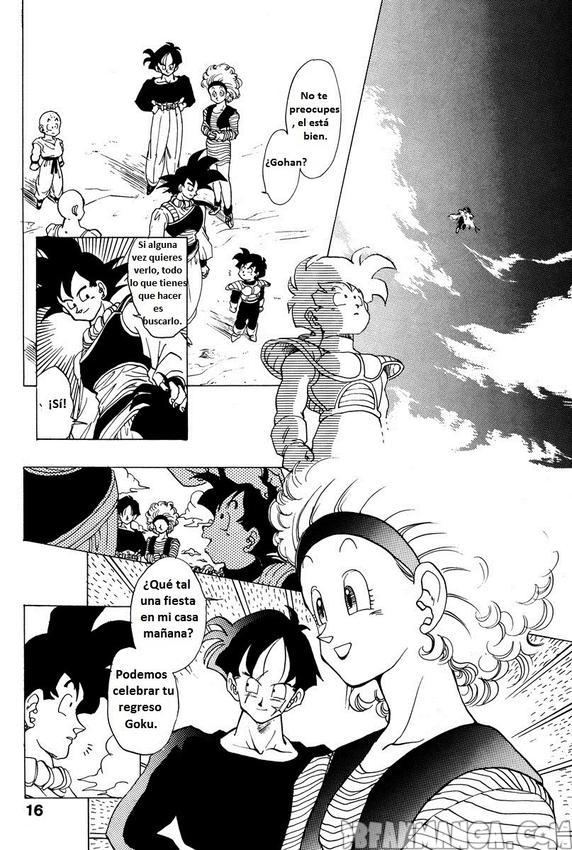 No te
preocupes
, el está
bien.
¿Gohan?
Si alguna
vez quieres
verlo, todo
lo que tienes
que hacer
es
buscarlo.
¡Sí!
¿Qué tal
una fiesta
en mi casa
mañana?
Podemos
celebrar tu
regreso
Goku.
16